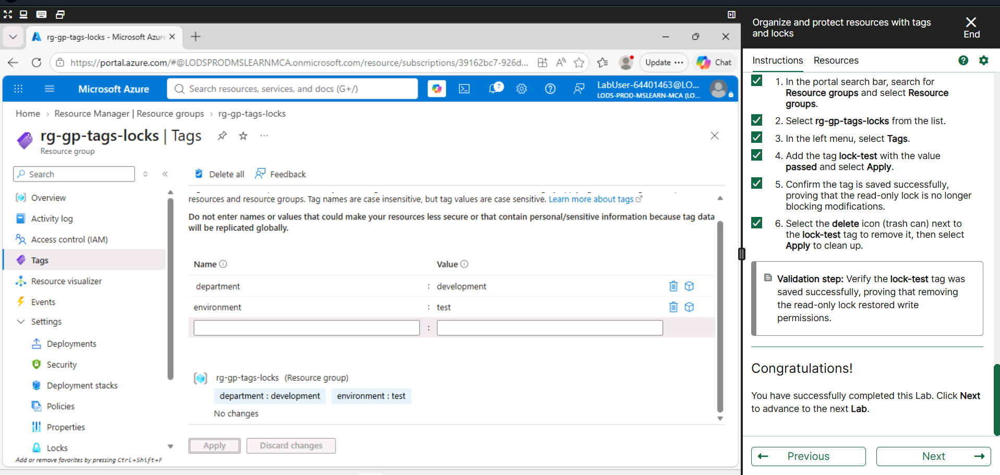 rg-gp-tags-locks - Microsoft Azure
https://portal.azure.com/#@LODSPRODMSLEARNMCA.onmicrosoft.com/resource/subscriptions/39162bc7-926d...
Update
Chat
Microsoft Azure
Search resources, services, and docs (G+/)
7
LabUser-64401463@LO...
LODS-PROD-MSLEARN-MCA (LO...
Home > Resource Manager | Resource groups > rg-gp-tags-locks
rg-gp-tags-locks | Tags
Resource group
Search
Overview
Activity log
Access control (IAM)
Tags
Resource visualizer
Events
Settings
Deployments
Security
Deployment stacks
Policies
Properties
Locks
Add or remove favorites by pressing Ctrl+Shift+F
Delete all
Feedback
resources and resource groups. Tag names are case insensitive, but tag values are case sensitive. Learn more about tags
Do not enter names or values that could make your resources less secure or that contain personal/sensitive information because tag data
will be replicated globally.
Name
Value
department : development
environment : test
:
rg-gp-tags-locks (Resource group)
department : development
environment : test
No changes
Apply
Discard changes
Organize and protect resources with tags
and locks
End
Instructions
Resources
1. In the portal search bar, search for
Resource groups and select Resource
groups.
2. Select rg-gp-tags-locks from the list.
3. In the left menu, select Tags.
4. Add the tag lock-test with the value
passed and select Apply.
5. Confirm the tag is saved successfully,
proving that the read-only lock is no longer
blocking modifications.
6. Select the delete icon (trash can) next to
the lock-test tag to remove it, then select
Apply to clean up.
Validation step: Verify the lock-test tag was
saved successfully, proving that removing
the read-only lock restored write
permissions.
Congratulations!
You have successfully completed this Lab. Click Next
to advance to the next Lab.
Previous
Next